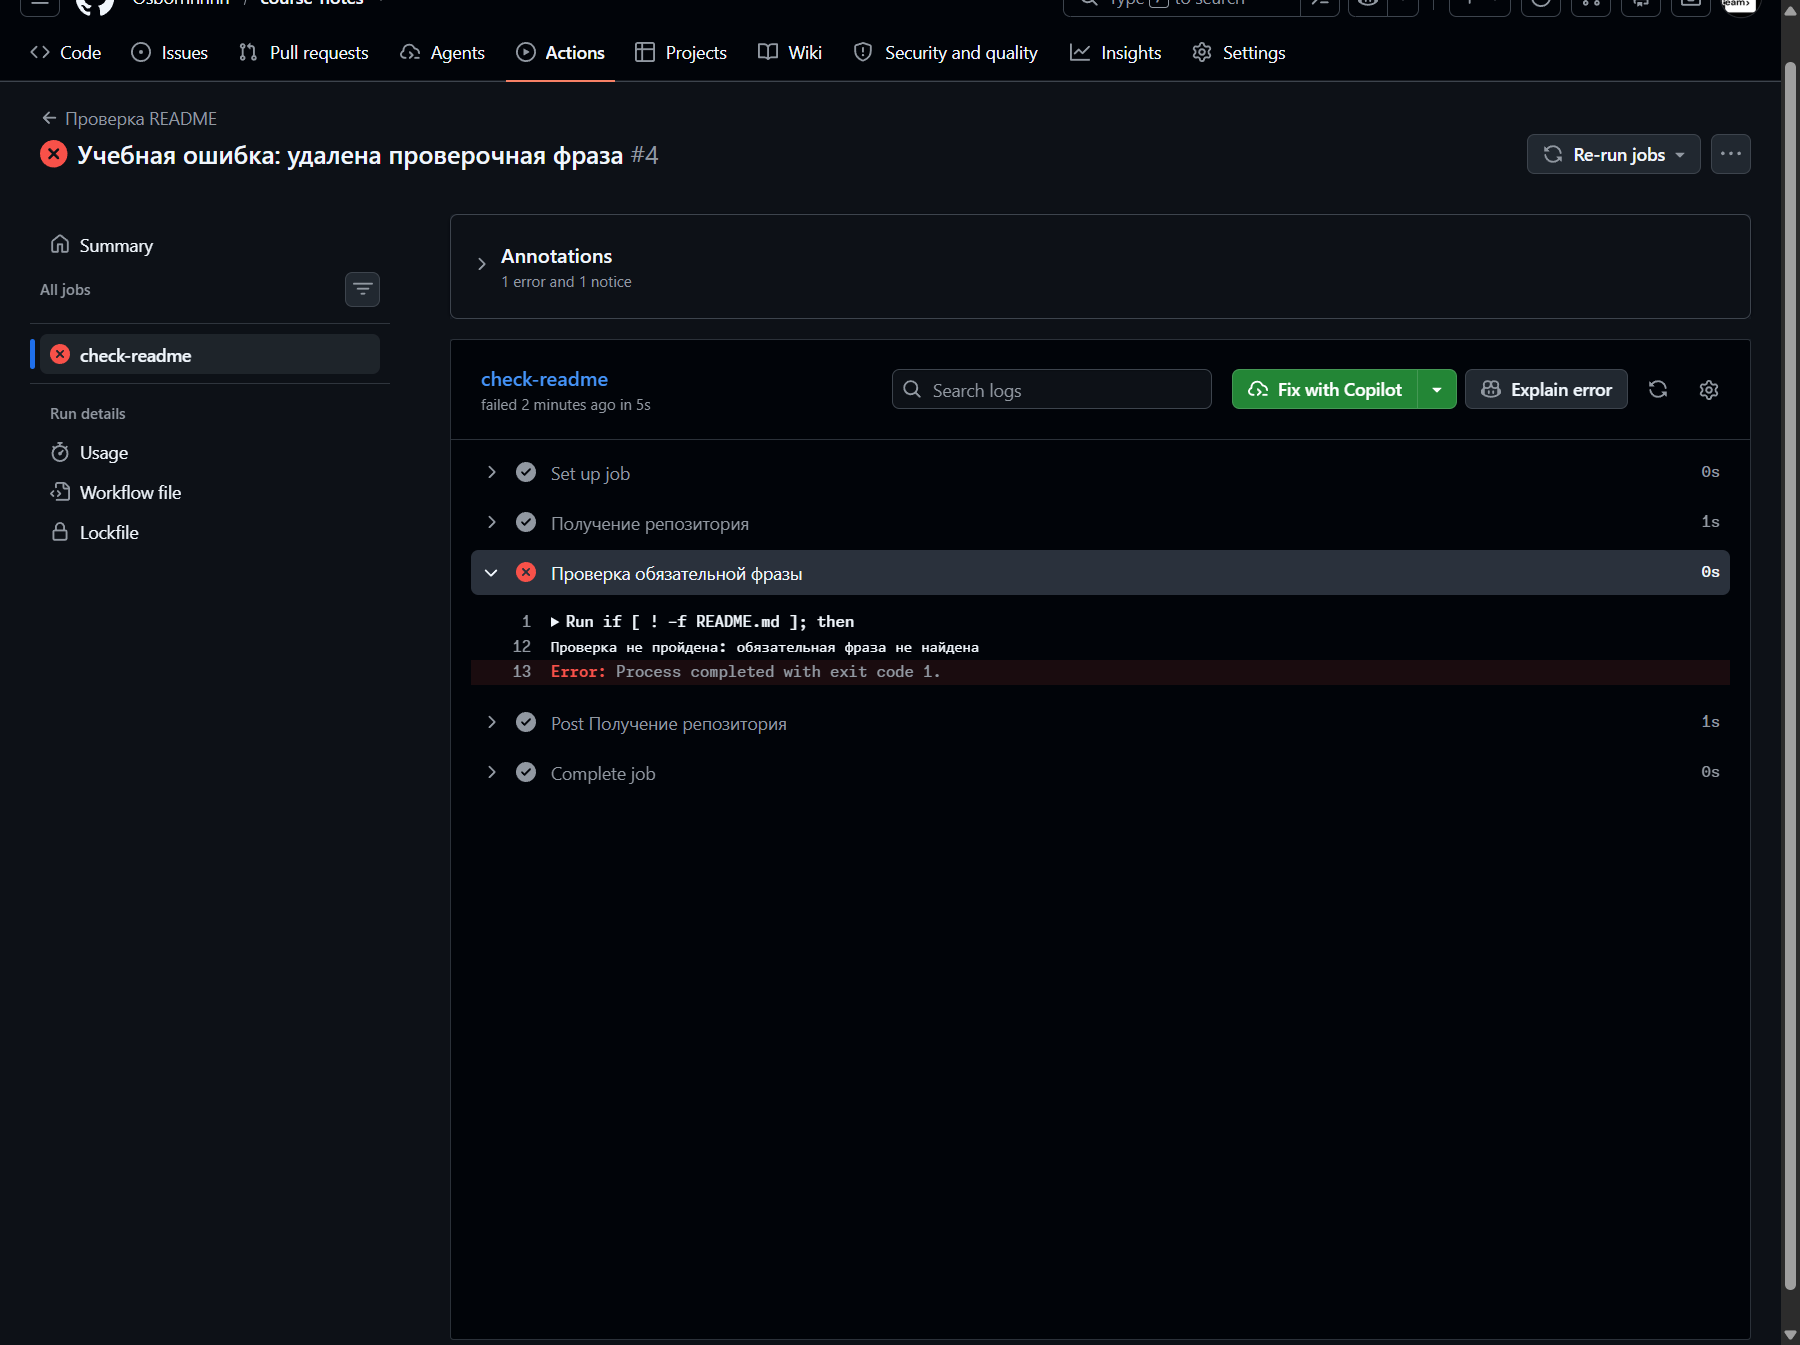 course-notes
Type / to search
Code
Issues
Pull requests
Agents
Actions
Projects
Wiki
Security and quality
Insights
Settings
Проверка README
Учебная ошибка: удалена проверочная фраза #4
Re-run jobs
Summary
All jobs
check-readme
Run details
Usage
Workflow file
Lockfile
Annotations
1 error and 1 notice
check-readme
failed 2 minutes ago in 5s
Search logs
Fix with Copilot
Explain error
Set up job 0s
Получение репозитория 1s
Проверка обязательной фразы 0s
1 Run if [ ! -f README.md ]; then
12 Проверка не пройдена: обязательная фраза не найдена
13 Error: Process completed with exit code 1.
Post Получение репозитория 1s
Complete job 0s